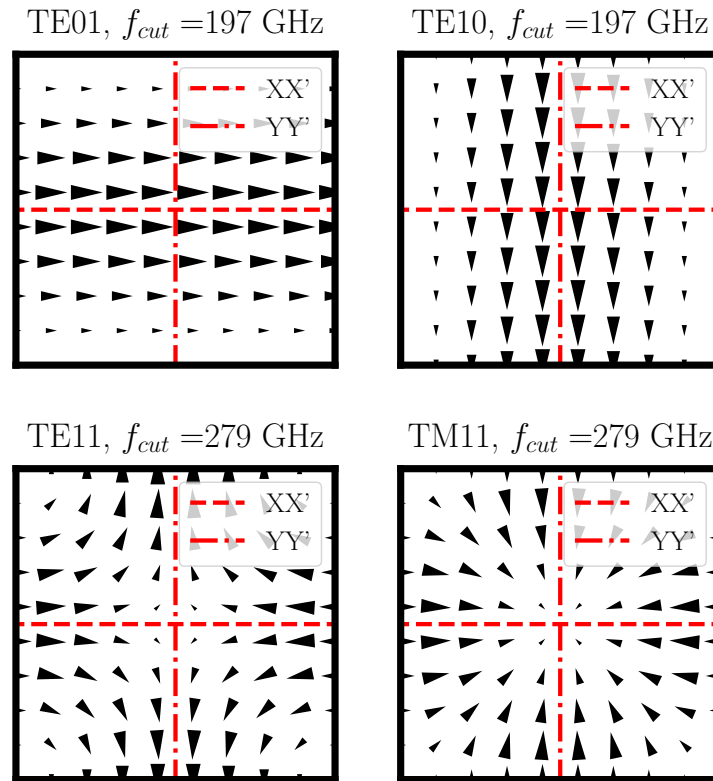 TE01, f_cut =197 GHz
XX'
YY'
TE10, f_cut =197 GHz
XX'
YY'
TE11, f_cut =279 GHz
XX'
YY'
TM11, f_cut =279 GHz
XX'
YY'